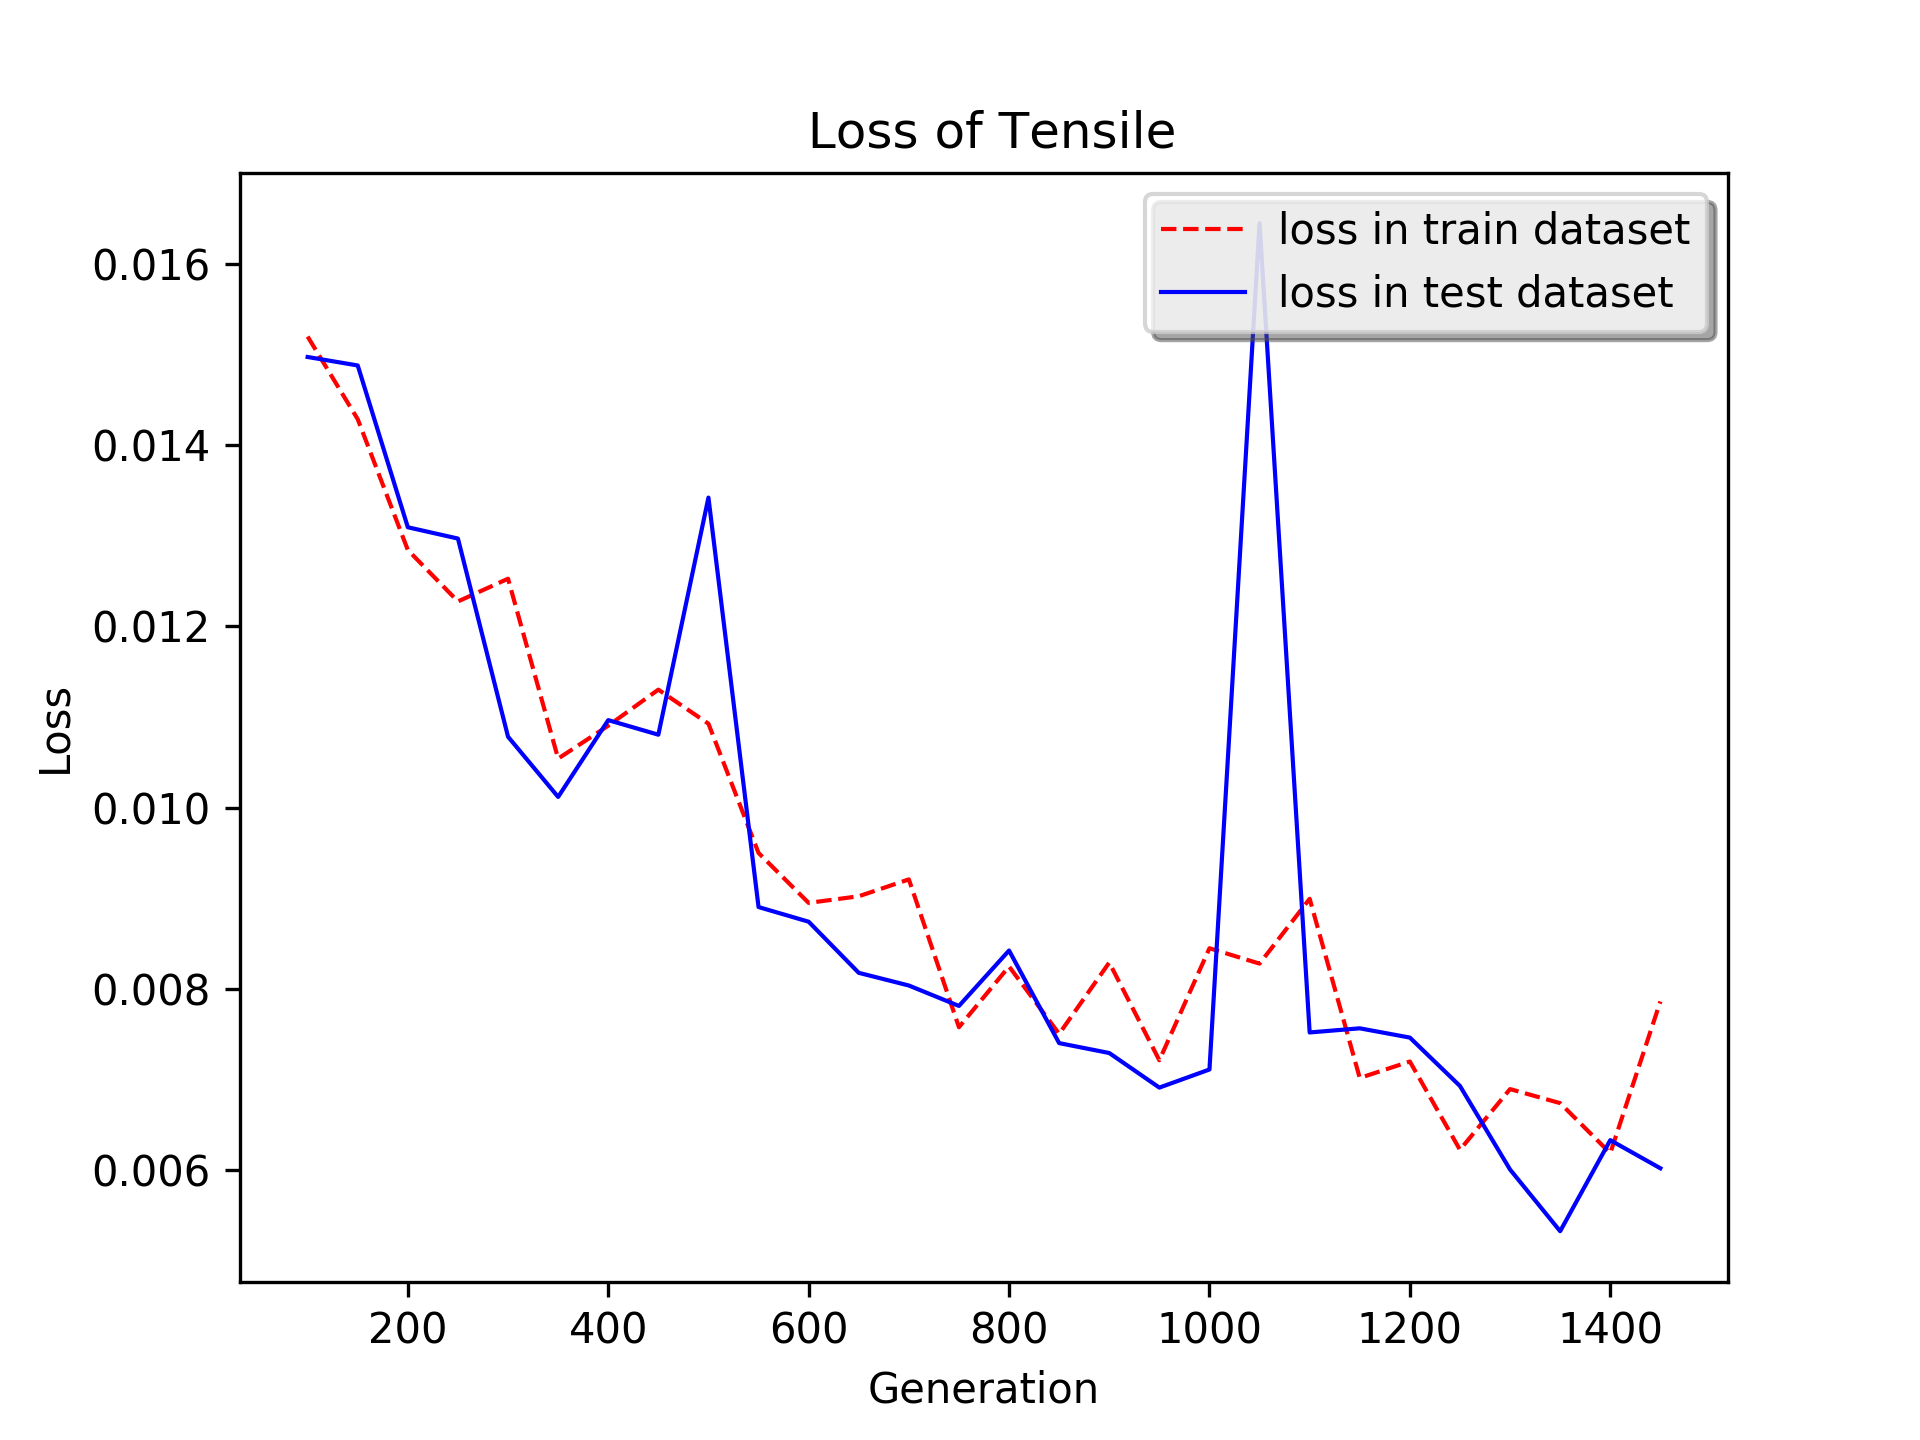 Loss of Tensile
loss in train dataset
loss in test dataset
0.016
0.014
0.012
0.010
0.008
0.006
Loss
200 400 600 800 1000 1200 1400
Generation